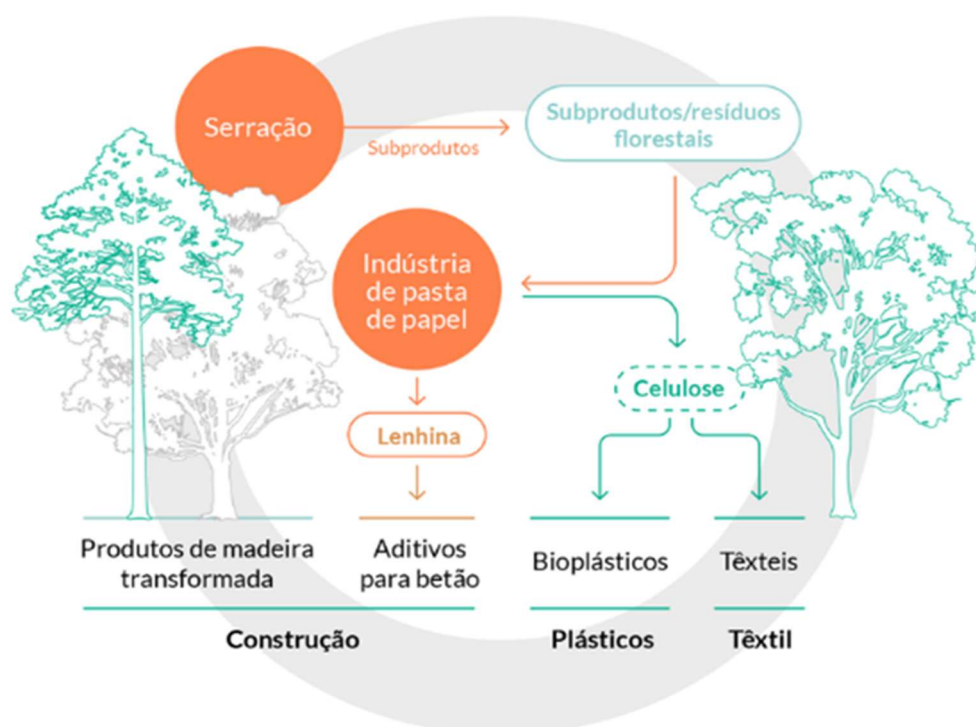 Serração
Subprodutos
Subprodutos/resíduos
florestais
Indústria
de pasta
de papel
Celulose
Lenhina
Produtos de madeira
transformada
Aditivos
para betão
Bioplásticos
Têxteis
Construção
Plásticos
Têxtil